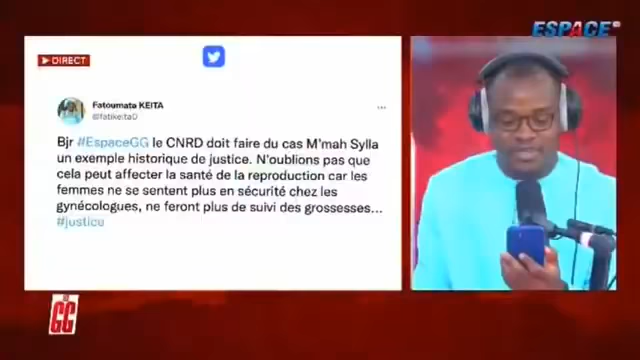 ESPACE
DIRECT
Fatoumata KEITA
@fatikeita0
Bjr #EspaceGG le CNRD doit faire du cas M'mah Sylla
un exemple historique de justice. N'oublions pas que
cela peut affecter la santé de la reproduction car les
femmes ne se sentent plus en sécurité chez les
gynécologues, ne feront plus de suivi des grossesses...
#justice
GG